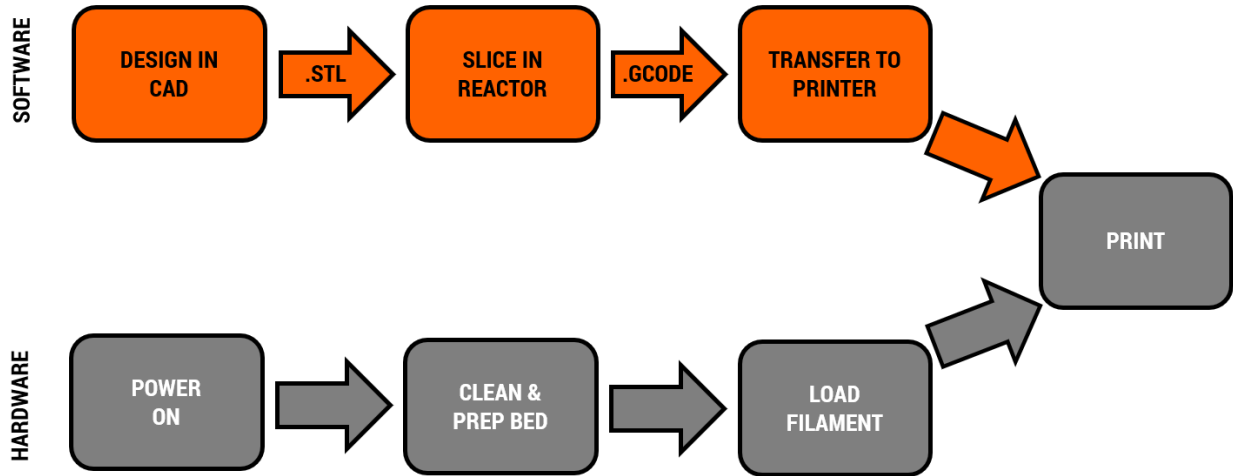 SOFTWARE
DESIGN IN
CAD
.STL
SLICE IN
REACTOR
.GCODE
TRANSFER TO
PRINTER
PRINT
HARDWARE
POWER
ON
CLEAN &
PREP BED
LOAD
FILAMENT